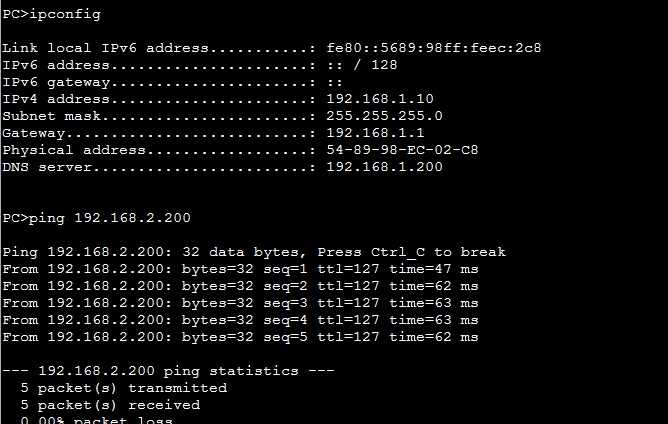 PC>ipconfig
Link local IPv6 address...........: fe80::5689:98ff:feec:2c8
IPv6 address......................: :: / 128
IPv6 gateway......................: ::
IPv4 address......................: 192.168.1.10
Subnet mask.......................: 255.255.255.0
Gateway...........................: 192.168.1.1
Physical address..................: 54-89-98-EC-02-C8
DNS server........................: 192.168.1.200
PC>ping 192.168.2.200
Ping 192.168.2.200: 32 data bytes, Press Ctrl_C to break
From 192.168.2.200: bytes=32 seq=1 ttl=127 time=47 ms
From 192.168.2.200: bytes=32 seq=2 ttl=127 time=62 ms
From 192.168.2.200: bytes=32 seq=3 ttl=127 time=63 ms
From 192.168.2.200: bytes=32 seq=4 ttl=127 time=63 ms
From 192.168.2.200: bytes=32 seq=5 ttl=127 time=62 ms
--- 192.168.2.200 ping statistics ---
5 packet(s) transmitted
5 packet(s) received
0.00% packet loss